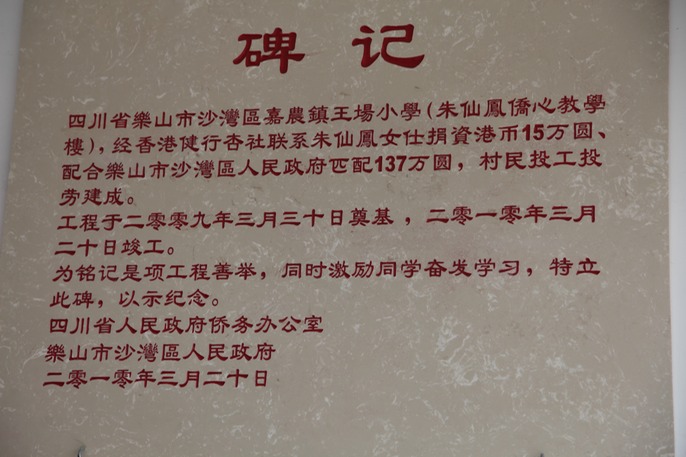 碑记
四川省樂山市沙灣區嘉農鎮王場小學(朱仙鳳僑心教學
樓)，经香港健行杏社联系朱仙鳳女仕捐資港币15万圆、
配合樂山市沙灣區人民政府匹配137万圆，村民投工投
劳建成。
工程于二零零九年三月三十日奠基，二零一零年三月
二十日竣工。
为铭记是项工程善举，同时激励同学奋发学习，特立
此碑，以示纪念。
四川省人民政府侨务办公室
樂山市沙灣區人民政府
二零一零年三月二十日